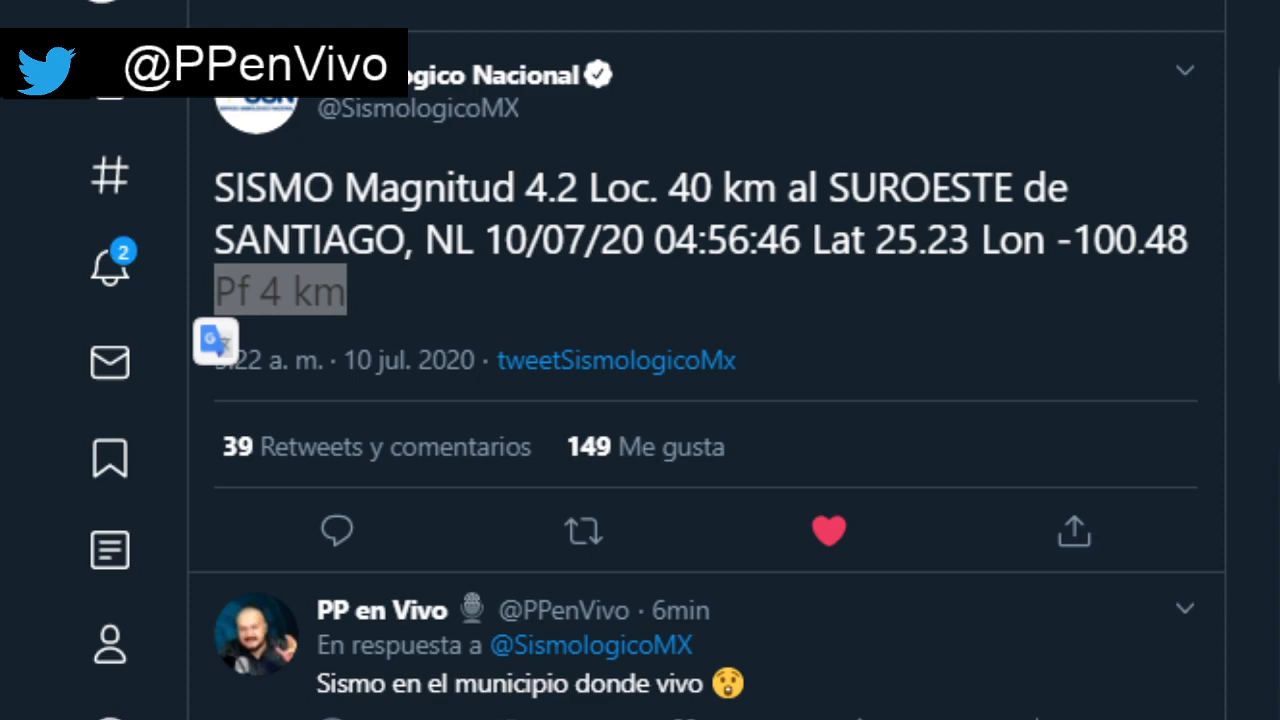 @PPenVivo
ogico Nacional
@SismologicoMX
SISMO Magnitud 4.2 Loc. 40 km al SUROESTE de
SANTIAGO, NL 10/07/20 04:56:46 Lat 25.23 Lon -100.48
Pf 4 km
:22 a. m. · 10 jul. 2020 · tweetSismologicoMx
39 Retweets y comentarios 149 Me gusta
2
PP en Vivo @PPenVivo · 6min
En respuesta a @SismologicoMX
Sismo en el municipio donde vivo